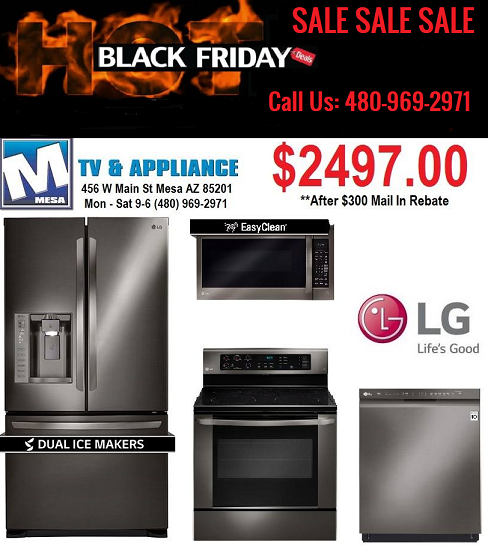 SALE SALE SALE
HOT
BLACK FRIDAY
Deals
Call Us: 480-969-2971
M
MESA
TV & APPLIANCE
456 W Main St Mesa AZ 85201
Mon - Sat 9-6 (480) 969-2971
$2497.00
**After $300 Mail In Rebate
EasyClean®
LG
LG
Life's Good
DUAL ICE MAKERS